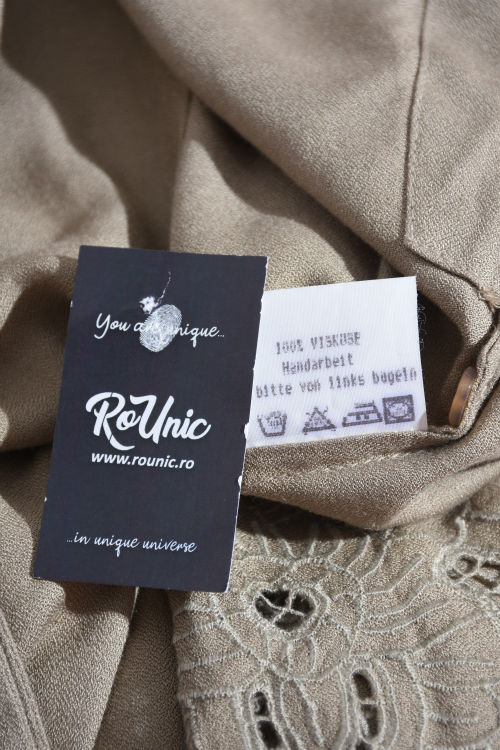 You are unique...
RoUnic
www.rounic.ro
...in unique universe
100% VISKOSE
Handarbeit
bitte von links bügeln